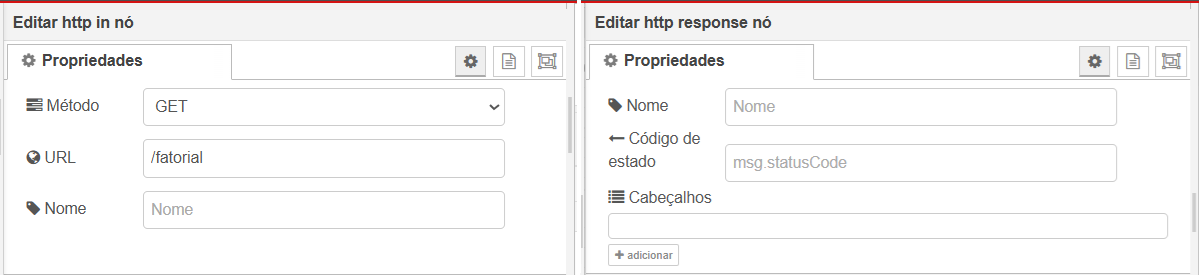 Editar http in nó
Propriedades
Método
GET
URL
/fatorial
Nome
Nome
Editar http response nó
Propriedades
Nome
Nome
Código de
estado
msg.statusCode
Cabeçalhos
adicionar